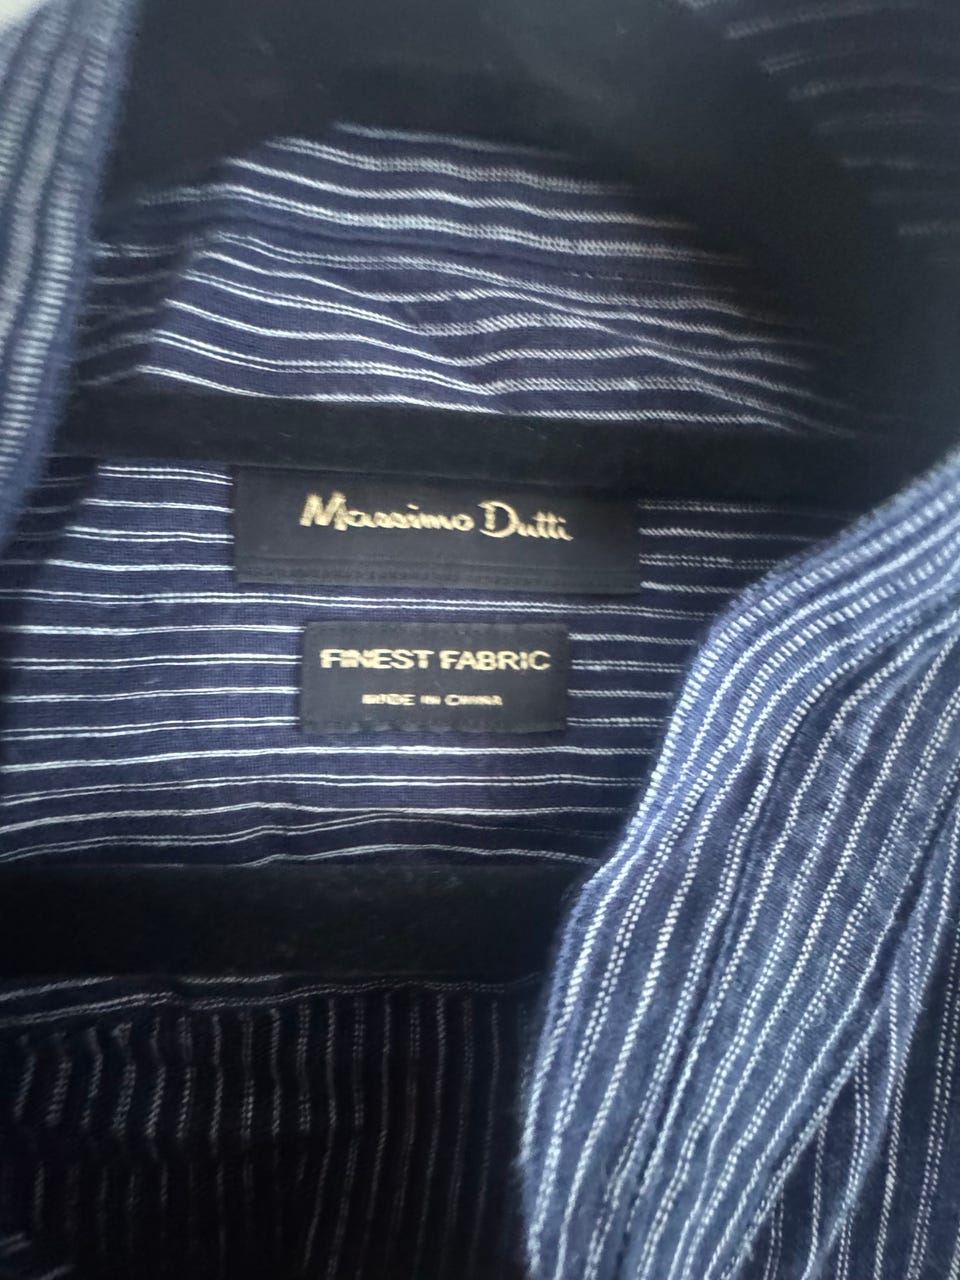 Massimo Dutti
FINEST FABRIC
MADE IN CHINA